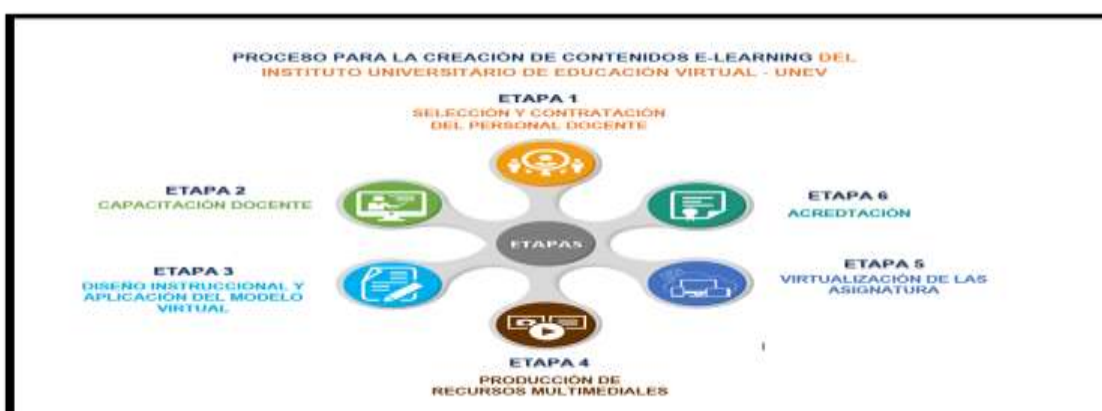 PROCESO PARA LA CREACIÓN DE CONTENIDOS E-LEARNING DEL
INSTITUTO UNIVERSITARIO DE EDUCACIÓN VIRTUAL - UNEV
ETAPA 1
SELECCIÓN Y CONTRATACIÓN
DEL PERSONAL DOCENTE
ETAPA 2
CAPACITACIÓN DOCENTE
ETAPA 3
DISEÑO INSTRUCCIONAL Y
APLICACIÓN DEL MODELO
VIRTUAL
ETAPAS
ETAPA 4
PRODUCCIÓN DE
RECURSOS MULTIMEDIALES
ETAPA 5
VIRTUALIZACIÓN DE LAS
ASIGNATURA
ETAPA 6
ACREDTACIÓN